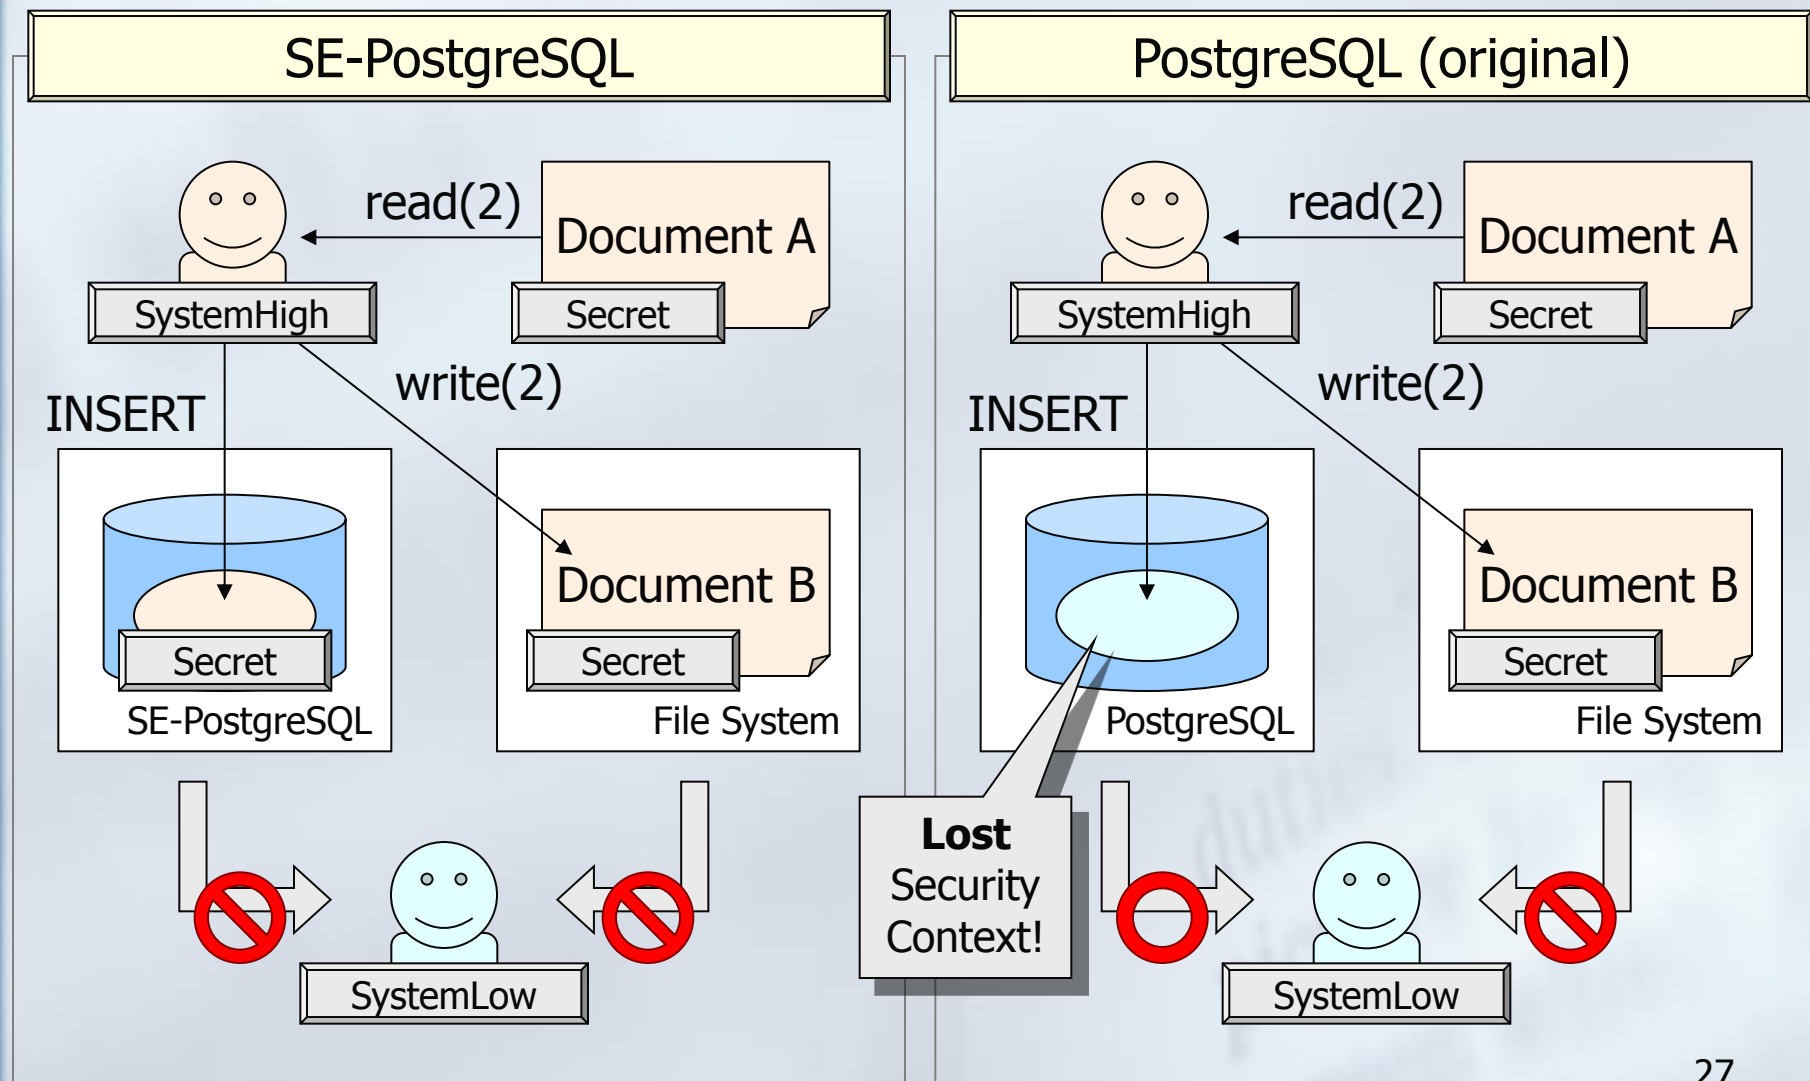 SE-PostgreSQL
read(2)
Document A
SystemHigh
Secret
write(2)
INSERT
Document B
Secret
Secret
SE-PostgreSQL
File System
SystemLow
PostgreSQL (original)
read(2)
Document A
SystemHigh
Secret
write(2)
INSERT
Document B
Secret
PostgreSQL
File System
Lost
Security
Context!
SystemLow
27